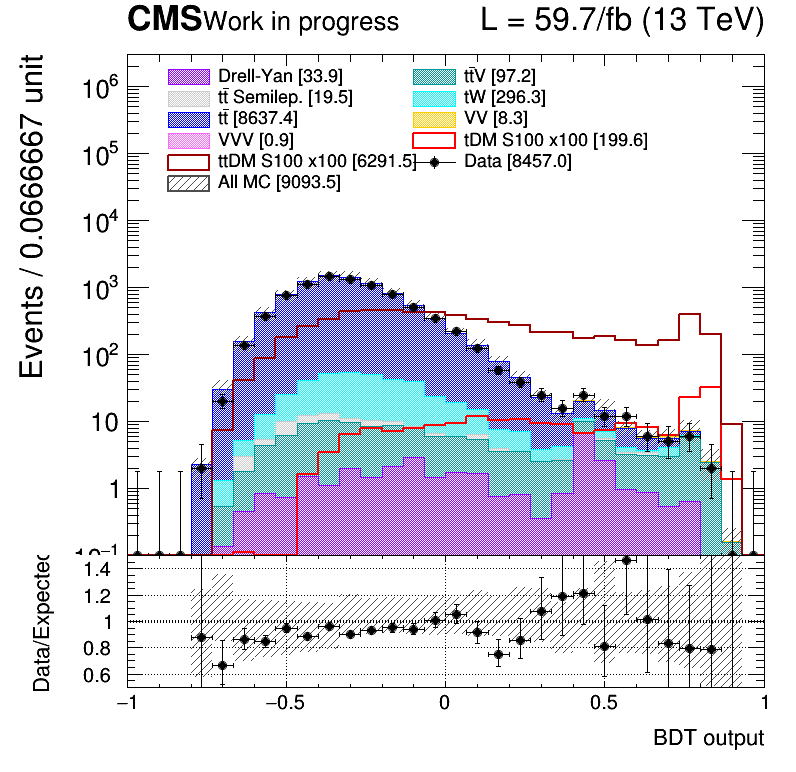 CMS Work in progress L = 59.7/fb (13 TeV)
Events / 0.0666667 unit
Drell-Yan [33.9] tt̄V [97.2]
tt̄ Semilep. [19.5] tW [296.3]
tt̄ [8637.4] VV [8.3]
VVV [0.9] tDM S100 x100 [199.6]
ttDM S100 x100 [6291.5] Data [8457.0]
All MC [9093.5]
10⁶
10⁵
10⁴
10³
10²
10
1
10⁻¹
Data/Expected
1.4
1.2
1
0.8
0.6
−1 −0.5 0 0.5 1
BDT output